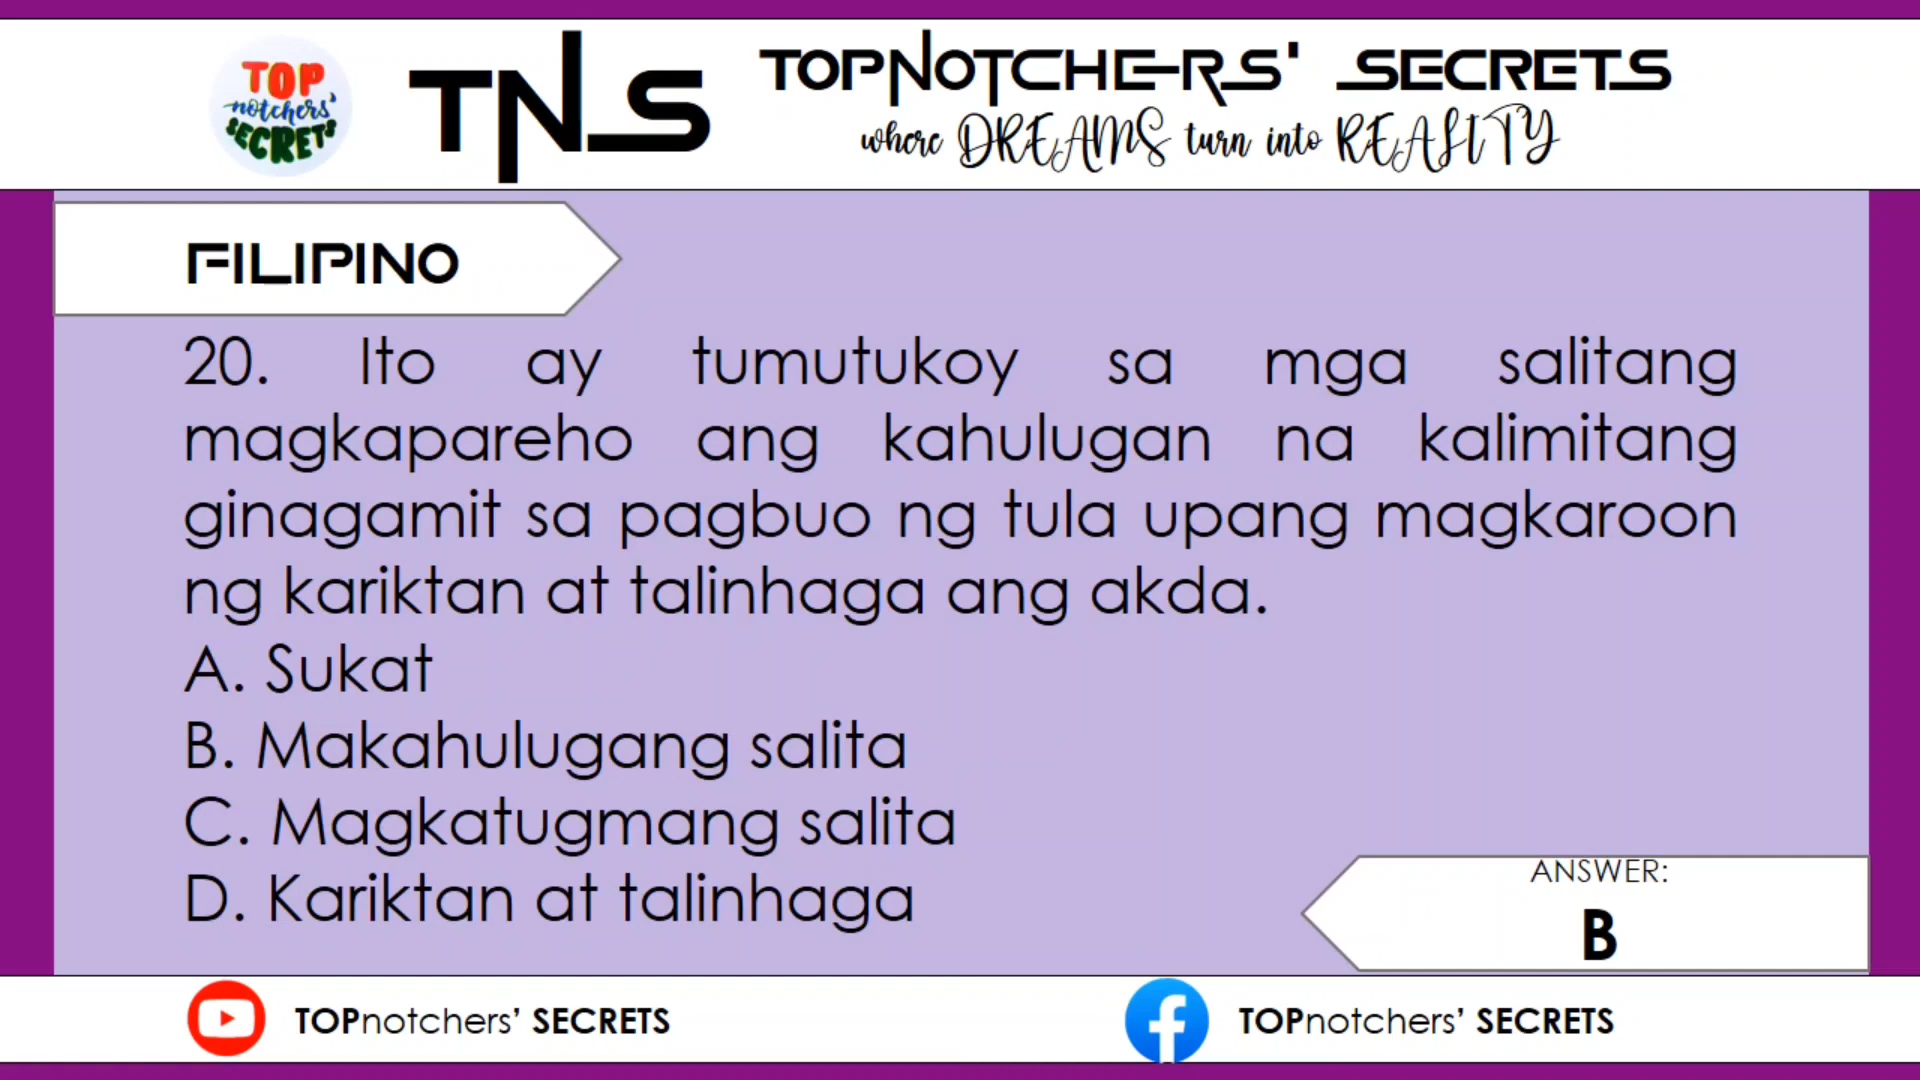 TOP
notchers'
SECRETS
TNS
TOPNOTCHERS' SECRETS
where DREAMS turn into REALITY
FILIPINO
20. Ito ay tumutukoy sa mga salitang
magkapareho ang kahulugan na kalimitang
ginagamit sa pagbuo ng tula upang magkaroon
ng kariktan at talinhaga ang akda.
A. Sukat
B. Makahulugang salita
C. Magkatugmang salita
D. Kariktan at talinhaga
ANSWER:
B
TOPnotchers’ SECRETS
TOPnotchers’ SECRETS